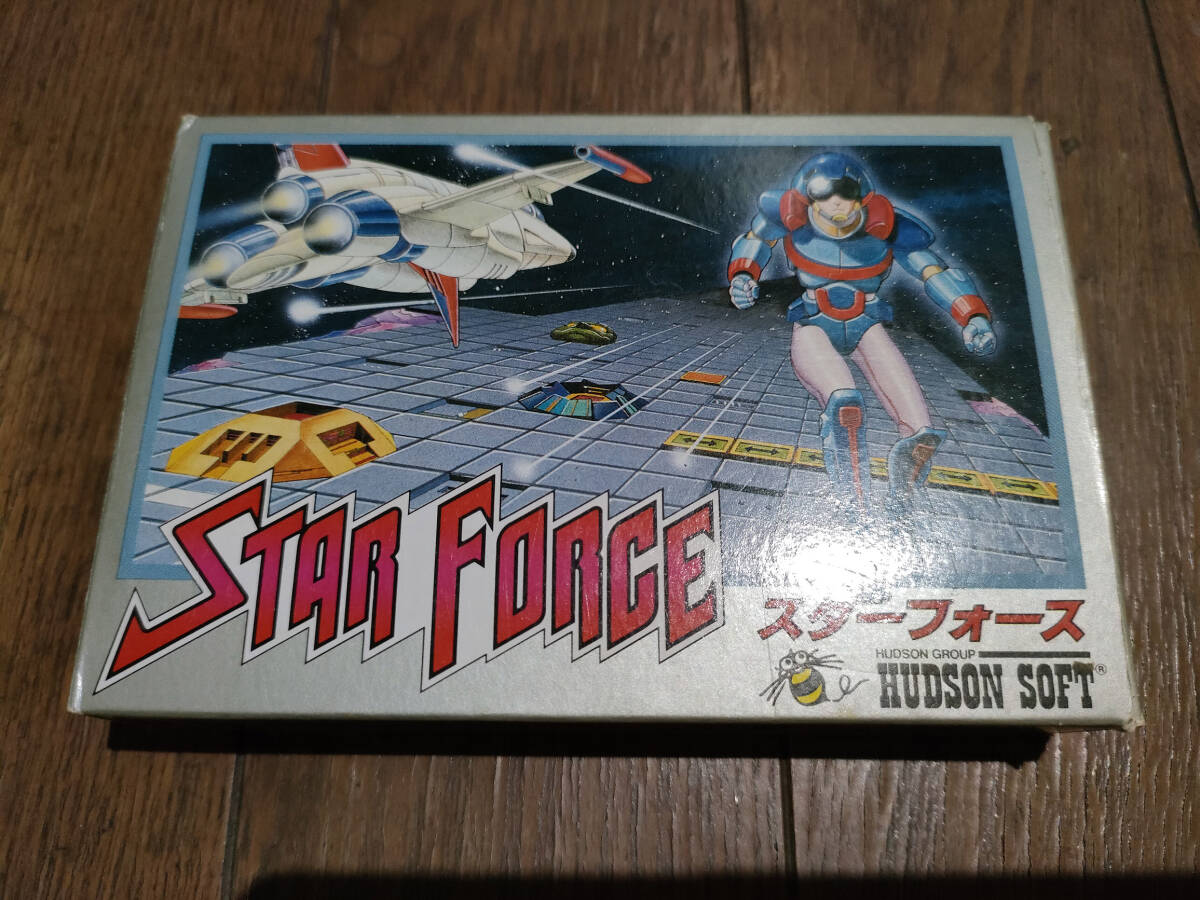 STAR FORCE
スターフォース
HUDSON GROUP
HUDSON SOFT®